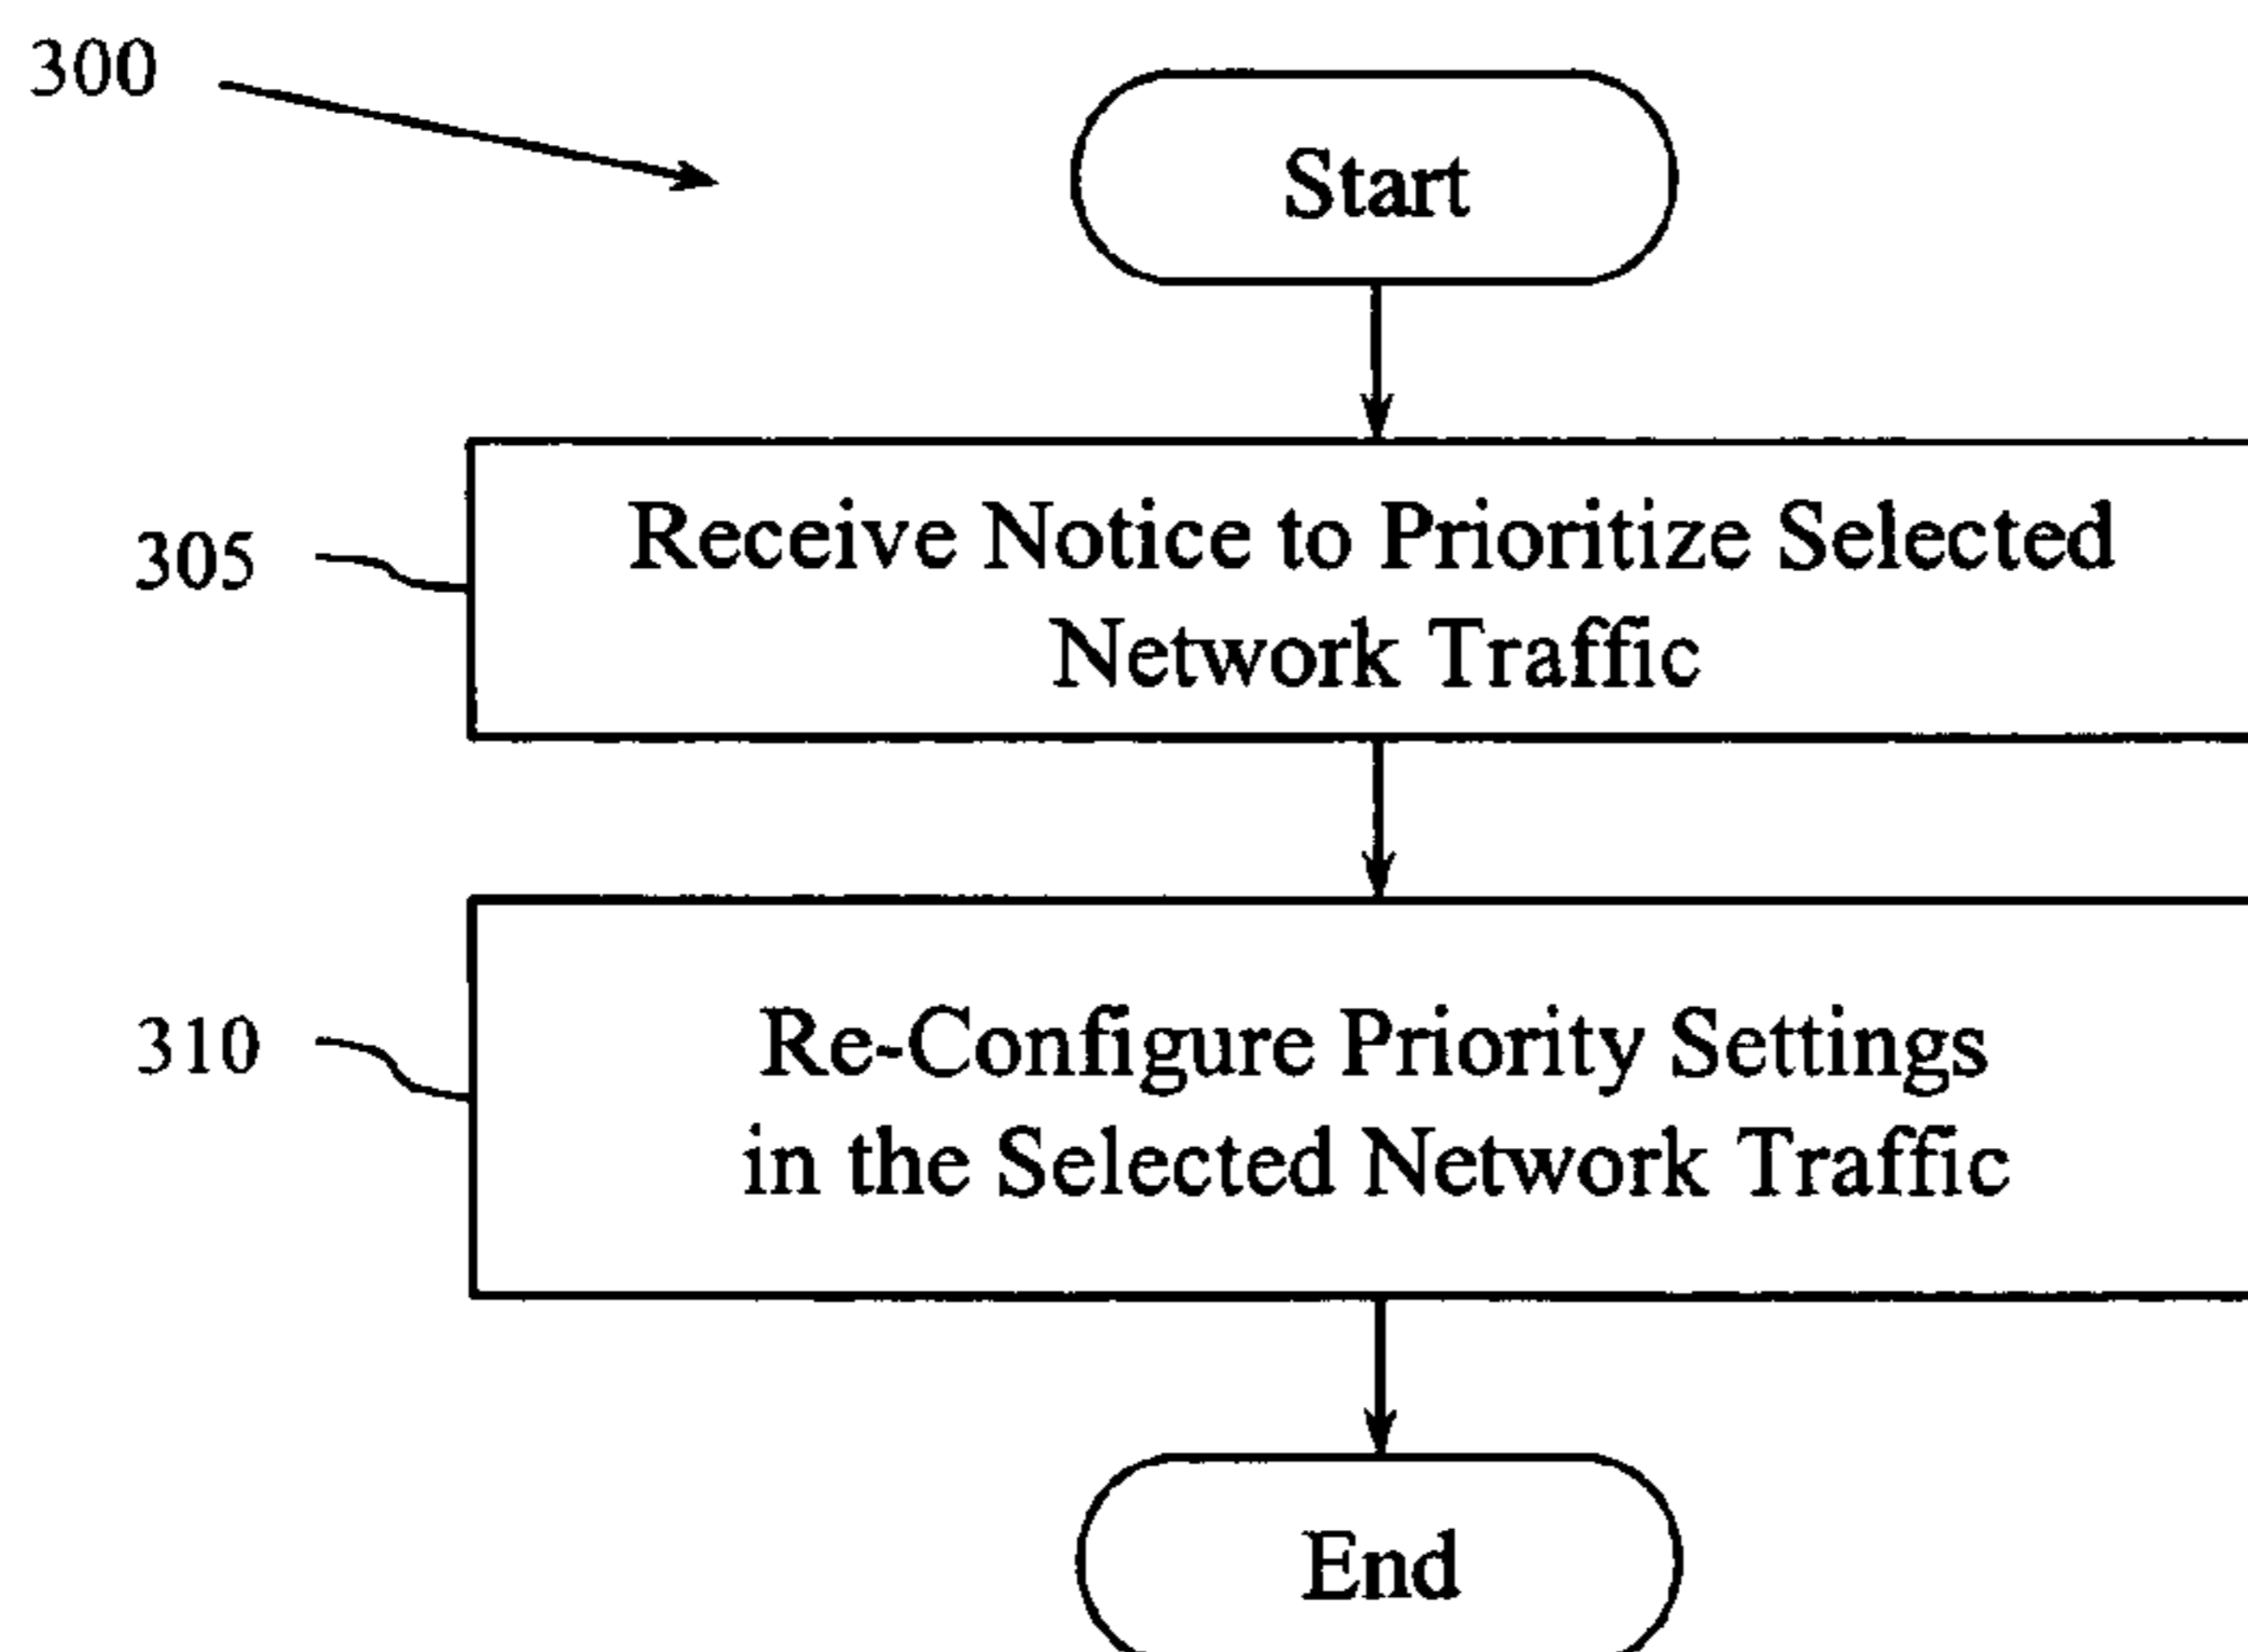 300
Start
305
Receive Notice to Prioritize Selected
Network Traffic
310
Re-Configure Priority Settings
in the Selected Network Traffic
End